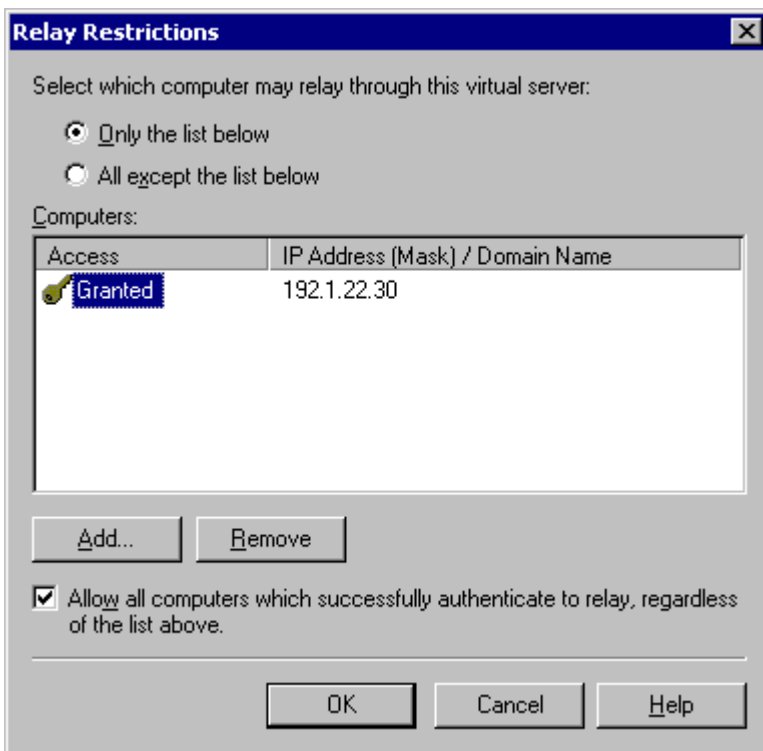 Relay Restrictions
Select which computer may relay through this virtual server:
Only the list below
All except the list below
Computers:
Access IP Address (Mask) / Domain Name
Granted 192.1.22.30
Add... Remove
Allow all computers which successfully authenticate to relay, regardless
of the list above.
OK Cancel Help